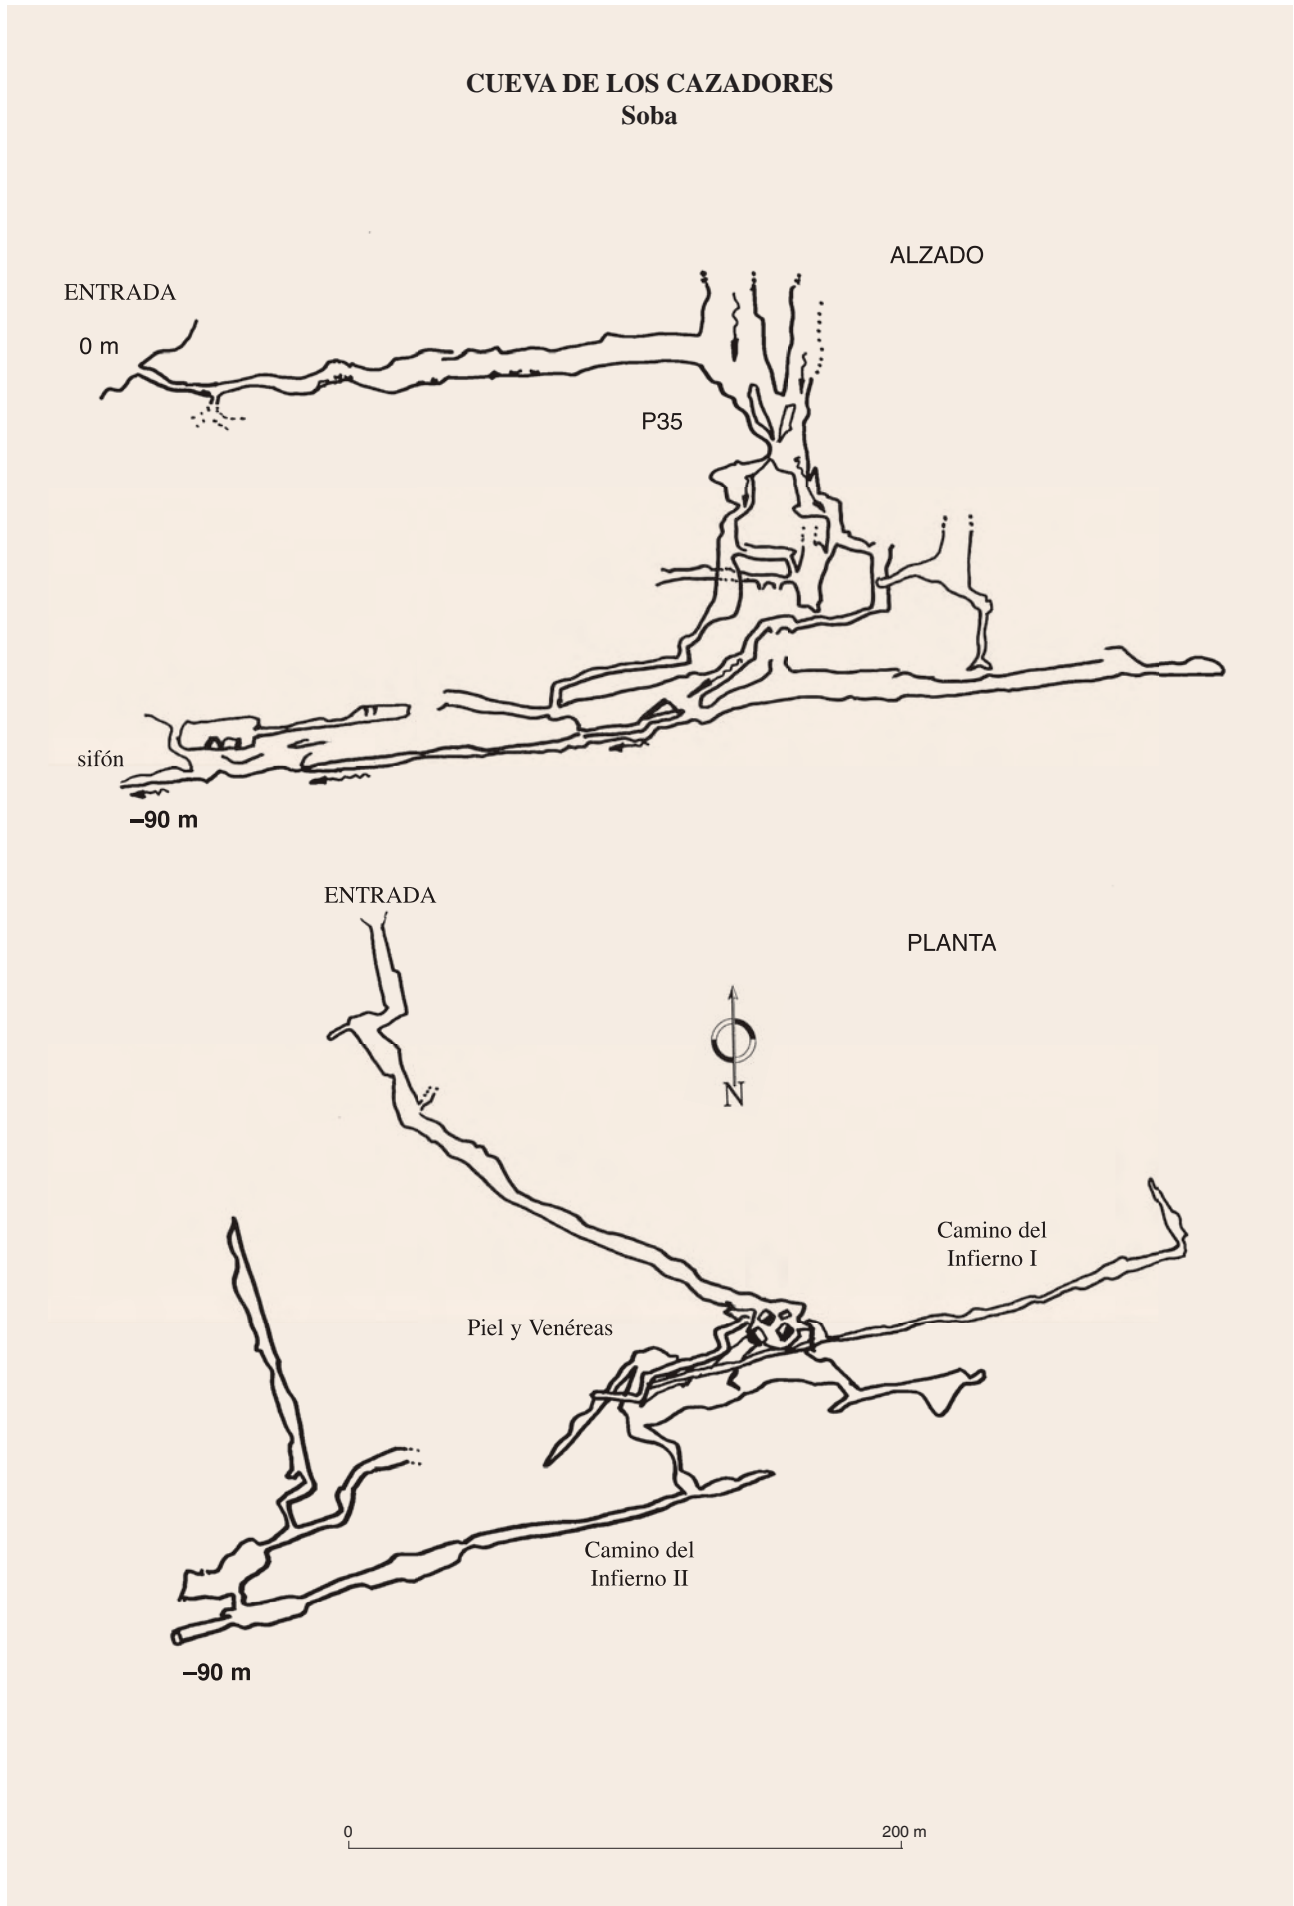 CUEVA DE LOS CAZADORES
Soba
ALZADO
ENTRADA
0 m
P35
sifón
–90 m
ENTRADA
PLANTA
N
Camino del
Infierno I
Piel y Venéreas
Camino del
Infierno II
–90 m
0
200 m